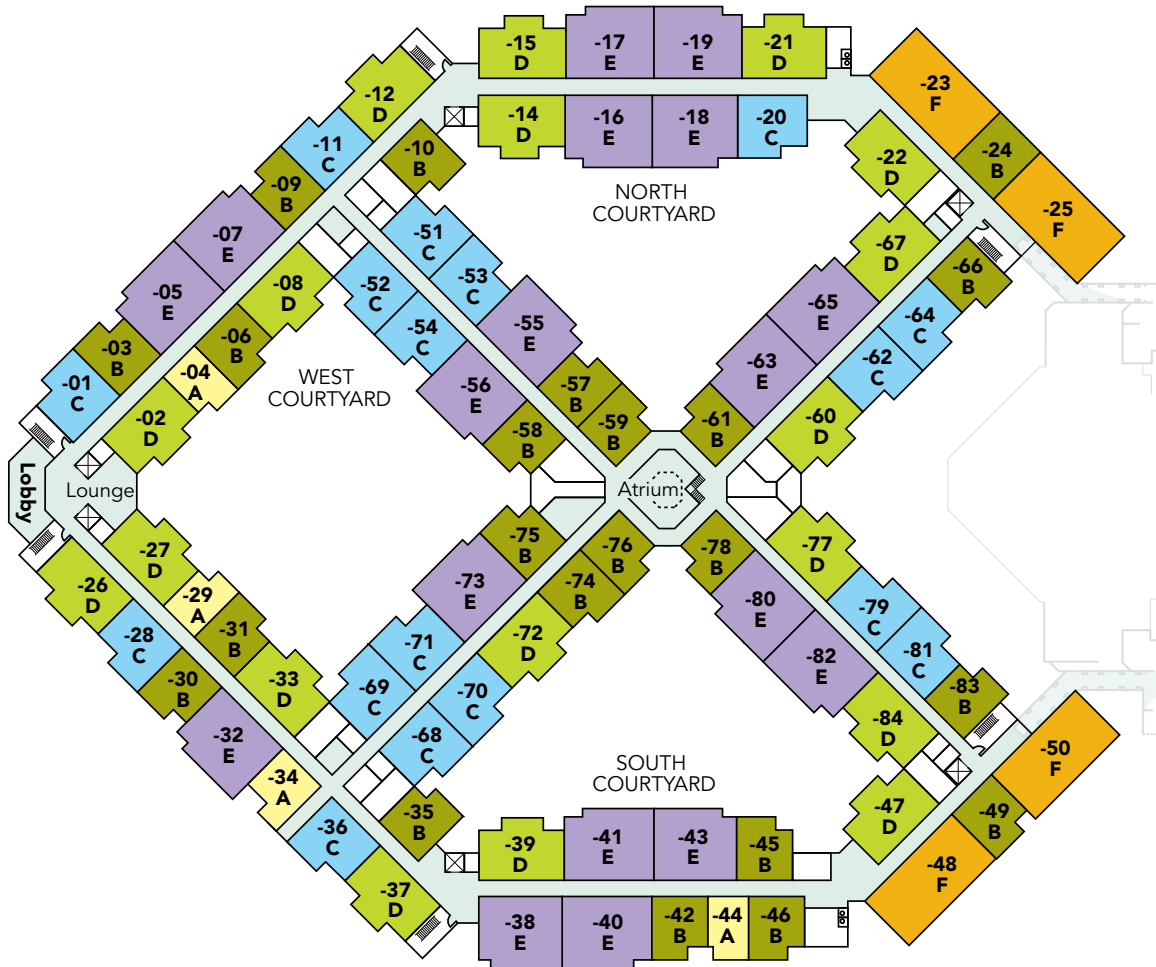 -15
D
-17
E
-19
E
-21
D
-14
D
-16
E
-18
E
-20
C
-12
D
-11
C
-10
B
-09
B
-07
E
-05
E
-03
B
-01
C
-08
D
-06
B
-04
A
-02
D
-23
F
-24
B
-25
F
-22
D
-67
D
-66
B
-65
E
-64
C
-63
E
-62
C
-61
B
-60
D
NORTH
COURTYARD
-51
C
-53
C
-52
C
-54
C
-55
E
-56
E
-57
B
-59
B
-58
B
WEST
COURTYARD
Lobby
Lounge
Atrium
-27
D
-26
D
-29
A
-28
C
-31
B
-30
B
-33
D
-32
E
-34
A
-36
C
-35
B
-37
D
-75
B
-76
B
-73
E
-74
B
-71
C
-72
D
-69
C
-70
C
-68
C
-78
B
-77
D
-80
E
-79
C
-82
E
-81
C
-84
D
-83
B
SOUTH
COURTYARD
-39
D
-41
E
-43
E
-45
B
-38
E
-40
E
-42
B
-44
A
-46
B
-47
D
-50
F
-49
B
-48
F